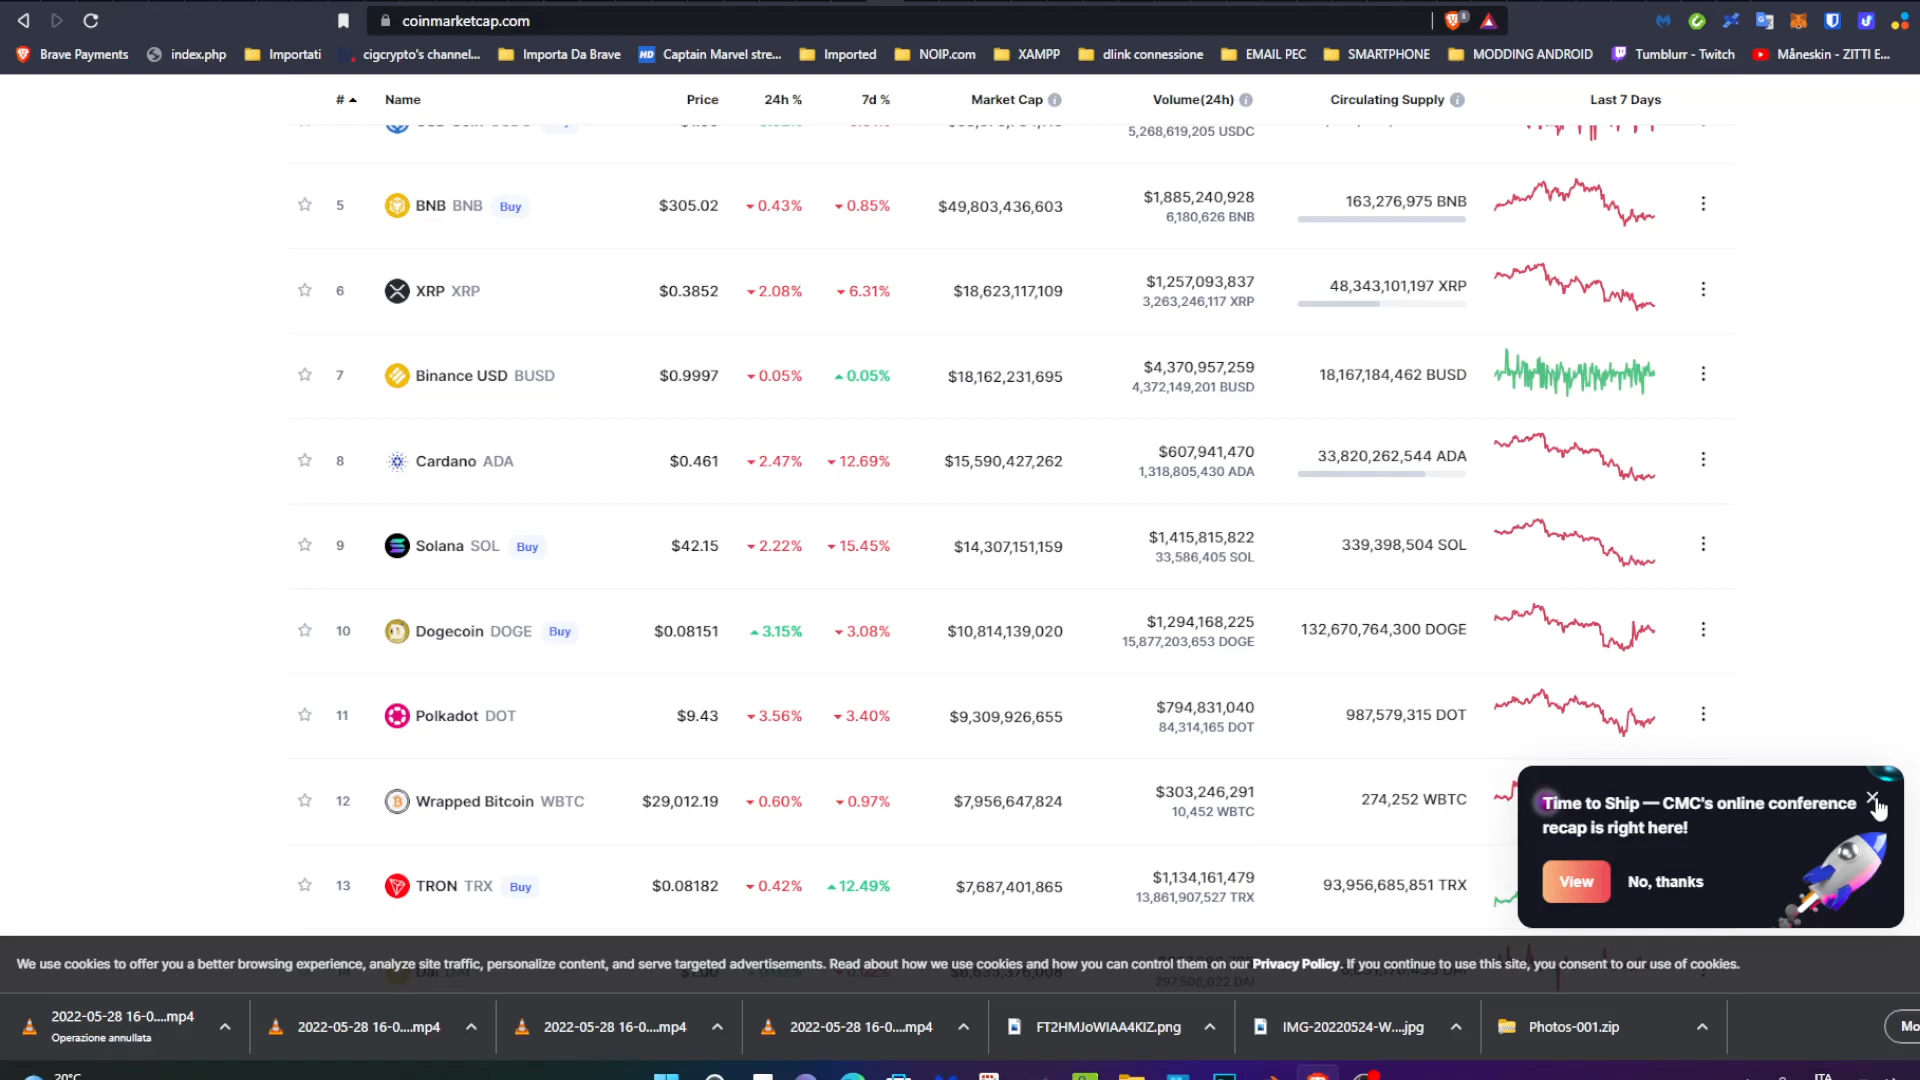 coinmarketcap.com
3
Brave Payments index.php Importati cigcrypto's channel... Importa Da Brave HD Captain Marvel stre... Imported NOIP.com XAMPP dlink connessione EMAIL PEC SMARTPHONE MODDING ANDROID Tumblurr - Twitch Måneskin - ZITTI E...
# Name Price 24h % 7d % Market Cap Volume(24h) Circulating Supply Last 7 Days
5,268,619,205 USDC
5 BNB BNB Buy $305.02 0.43% 0.85% $49,803,436,603 $1,885,240,928 163,276,975 BNB
6,180,626 BNB
6 XRP XRP $0.3852 2.08% 6.31% $18,623,117,109 $1,257,093,837 48,343,101,197 XRP
3,263,246,117 XRP
7 Binance USD BUSD $0.9997 0.05% 0.05% $18,162,231,695 $4,370,957,259 18,167,184,462 BUSD
4,372,149,201 BUSD
8 Cardano ADA $0.461 2.47% 12.69% $15,590,427,262 $607,941,470 33,820,262,544 ADA
1,318,805,430 ADA
9 Solana SOL Buy $42.15 2.22% 15.45% $14,307,151,159 $1,415,815,822 339,398,504 SOL
33,586,405 SOL
10 Dogecoin DOGE Buy $0.08151 3.15% 3.08% $10,814,139,020 $1,294,168,225 132,670,764,300 DOGE
15,877,203,653 DOGE
11 Polkadot DOT $9.43 3.56% 3.40% $9,309,926,655 $794,831,040 987,579,315 DOT
84,314,165 DOT
12 Wrapped Bitcoin WBTC $29,012.19 0.60% 0.97% $7,956,647,824 $303,246,291 274,252 WBTC
10,452 WBTC
13 TRON TRX Buy $0.08182 0.42% 12.49% $7,687,401,865 $1,134,161,479 93,956,685,851 TRX
13,861,907,527 TRX
Time to Ship — CMC's online conference
recap is right here!
View No, thanks
We use cookies to offer you a better browsing experience, analyze site traffic, personalize content, and serve targeted advertisements. Read about how we use cookies and how you can control them on our Privacy Policy. If you continue to use this site, you consent to our use of cookies.
2022-05-28 16-0....mp4 2022-05-28 16-0....mp4 2022-05-28 16-0....mp4 2022-05-28 16-0....mp4 FT2HMJoWIAA4KIZ.png IMG-20220524-W....jpg Photos-001.zip
Operazione annullata
20°C
ITA